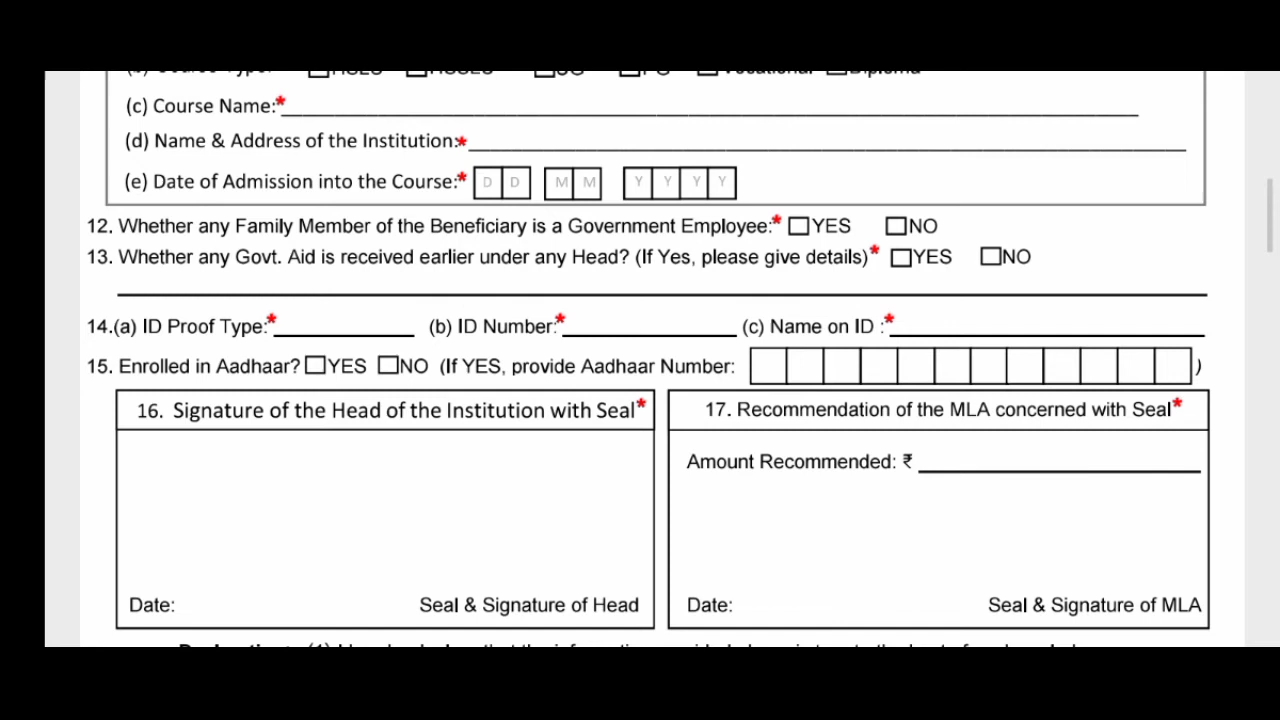 (c) Course Name:*
(d) Name & Address of the Institution:*
(e) Date of Admission into the Course:* D D M M Y Y Y Y
12. Whether any Family Member of the Beneficiary is a Government Employee:* YES NO
13. Whether any Govt. Aid is received earlier under any Head? (If Yes, please give details)* YES NO
14.(a) ID Proof Type:* (b) ID Number:* (c) Name on ID :*
15. Enrolled in Aadhaar? YES NO (If YES, provide Aadhaar Number: )
16. Signature of the Head of the Institution with Seal*
Date: Seal & Signature of Head
17. Recommendation of the MLA concerned with Seal*
Amount Recommended: ₹
Date: Seal & Signature of MLA